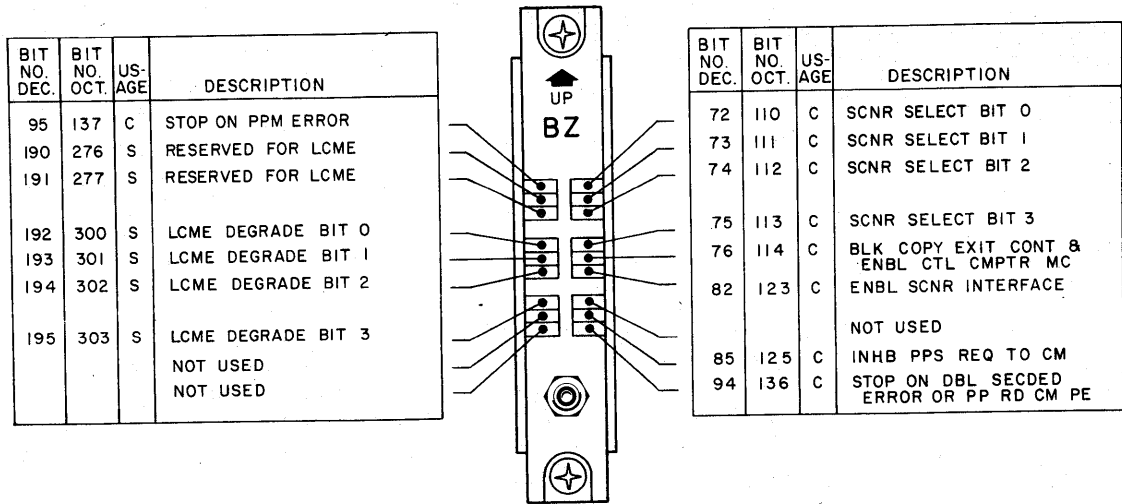 BIT NO. DEC. BIT NO. OCT. US-AGE DESCRIPTION
95 137 C STOP ON PPM ERROR
190 276 S RESERVED FOR LCME
191 277 S RESERVED FOR LCME
192 300 S LCME DEGRADE BIT 0
193 301 S LCME DEGRADE BIT 1
194 302 S LCME DEGRADE BIT 2
195 303 S LCME DEGRADE BIT 3
NOT USED
NOT USED
UP
BZ
BIT NO. DEC. BIT NO. OCT. US-AGE DESCRIPTION
72 110 C SCNR SELECT BIT 0
73 111 C SCNR SELECT BIT 1
74 112 C SCNR SELECT BIT 2
75 113 C SCNR SELECT BIT 3
76 114 C BLK COPY EXIT CONT &
ENBL CTL CMPTR MC
82 123 C ENBL SCNR INTERFACE
NOT USED
85 125 C INHB PPS REQ TO CM
94 136 C STOP ON DBL SECDED
ERROR OR PP RD CM PE